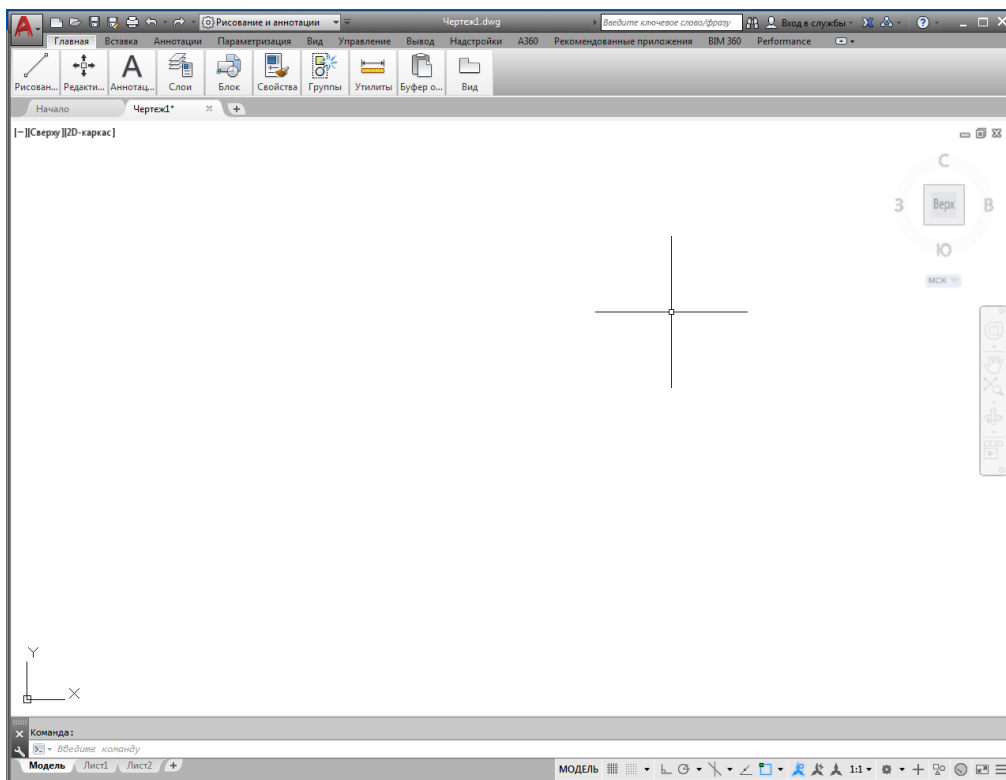 Рисование и аннотации Чертеж1.dwg Введите ключевое слово/фразу Вход в службы
Главная Вставка Аннотации Параметризация Вид Управление Вывод Надстройки A360 Рекомендованные приложения BIM 360 Performance
Рисован... Редакти... Аннотац... Слои Блок Свойства Группы Утилиты Буфер о... Вид
Начало Чертеж1*
[−][Сверху][2D-каркас]
С
З Верх В
Ю
МСК
Y
X
Команда:
Введите команду
Модель Лист1 Лист2 +
МОДЕЛЬ 1:1